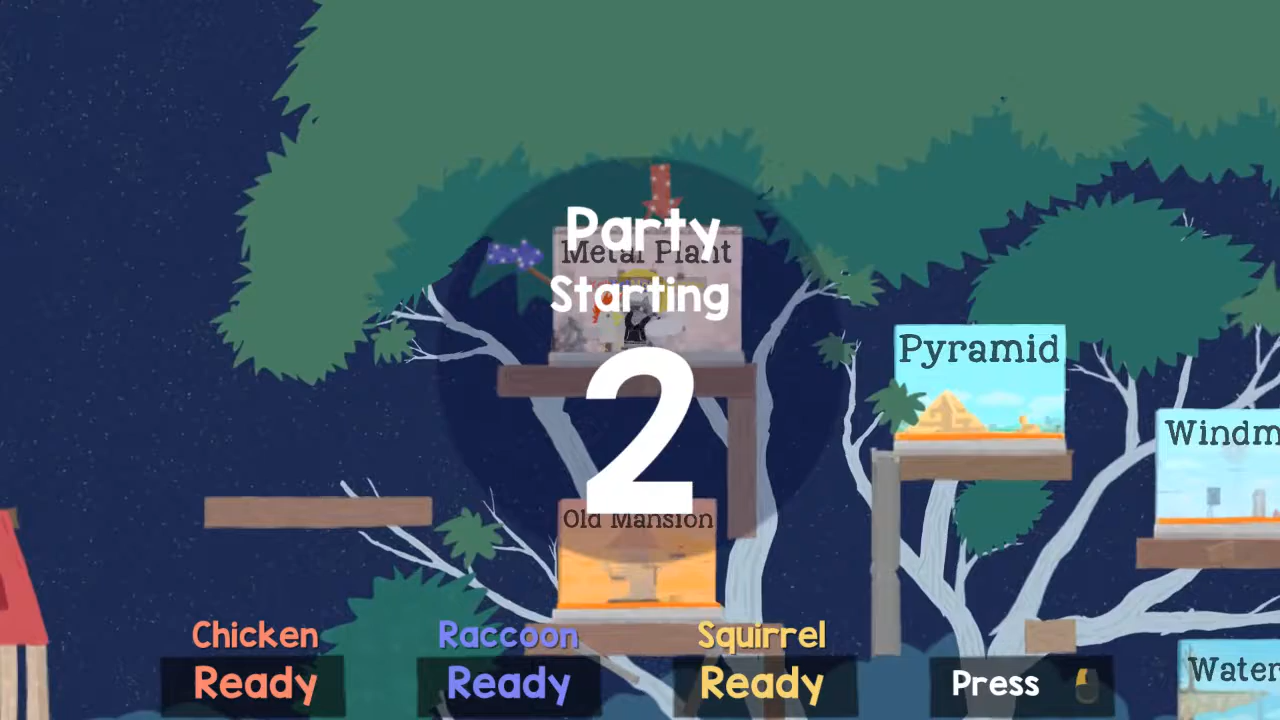 Party
Metal Plant
Starting
2
Pyramid
Windm
Old Mansion
Chicken
Raccoon
Squirrel
Ready
Ready
Ready
Press
Water